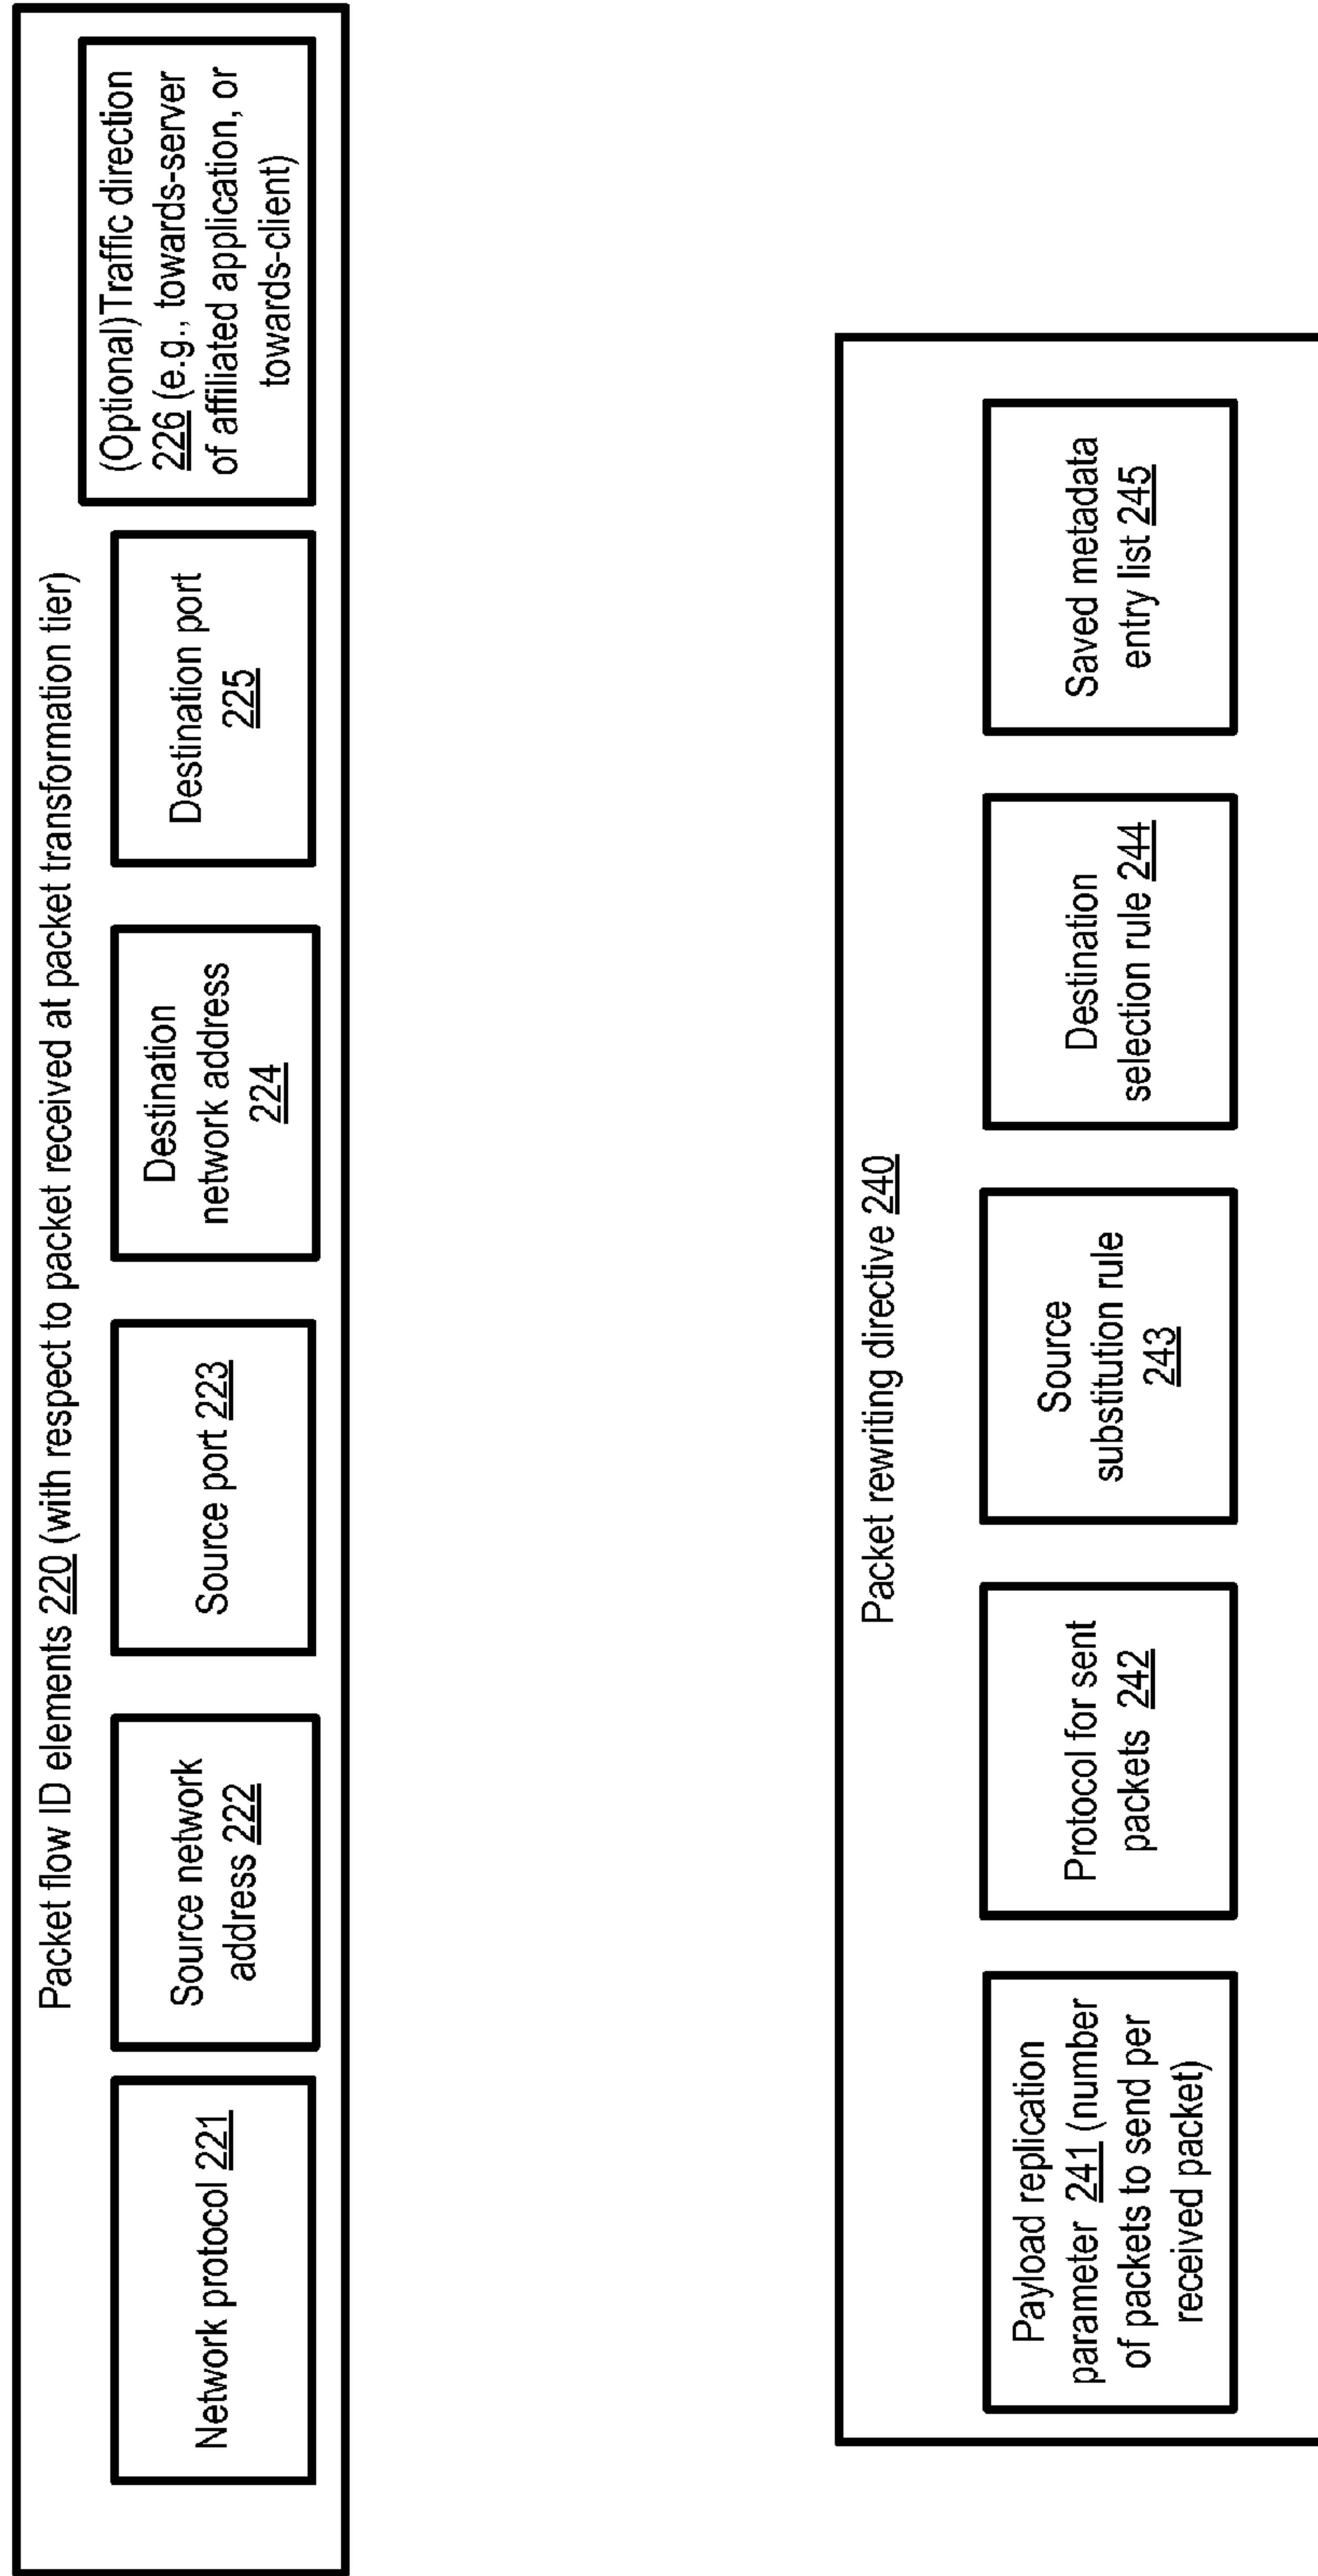 Packet flow ID elements 220 (with respect to packet received at packet transformation tier)
Network protocol 221
Source network
address 222
Source port 223
Destination
network address
224
Destination port
225
(Optional)Traffic direction
226 (e.g., towards-server
of affiliated application, or
towards-client)
Packet rewriting directive 240
Payload replication
parameter 241 (number
of packets to send per
received packet)
Protocol for sent
packets 242
Source
substitution rule
243
Destination
selection rule 244
Saved metadata
entry list 245